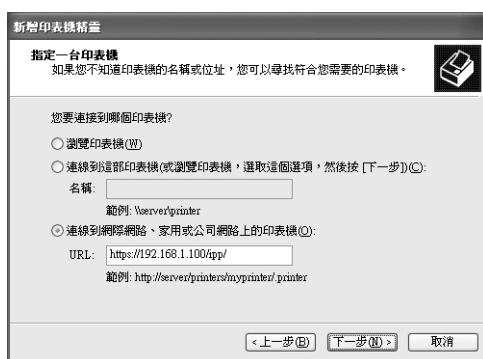 新增印表機精靈
指定一台印表機
如果您不知道印表機的名稱或位址，您可以尋找符合您需要的印表機。
您要連接到哪個印表機?
瀏覽印表機(W)
連線到這部印表機(或瀏覽印表機，選取這個選項，然後按 [下一步])(C):
名稱:
範例: \\server\printer
連線到網際網路、家用或公司網路上的印表機(O):
URL: https://192.168.1.100/ipp/
範例: http://server/printers/myprinter/.printer
< 上一步(B) 下一步(N) > 取消